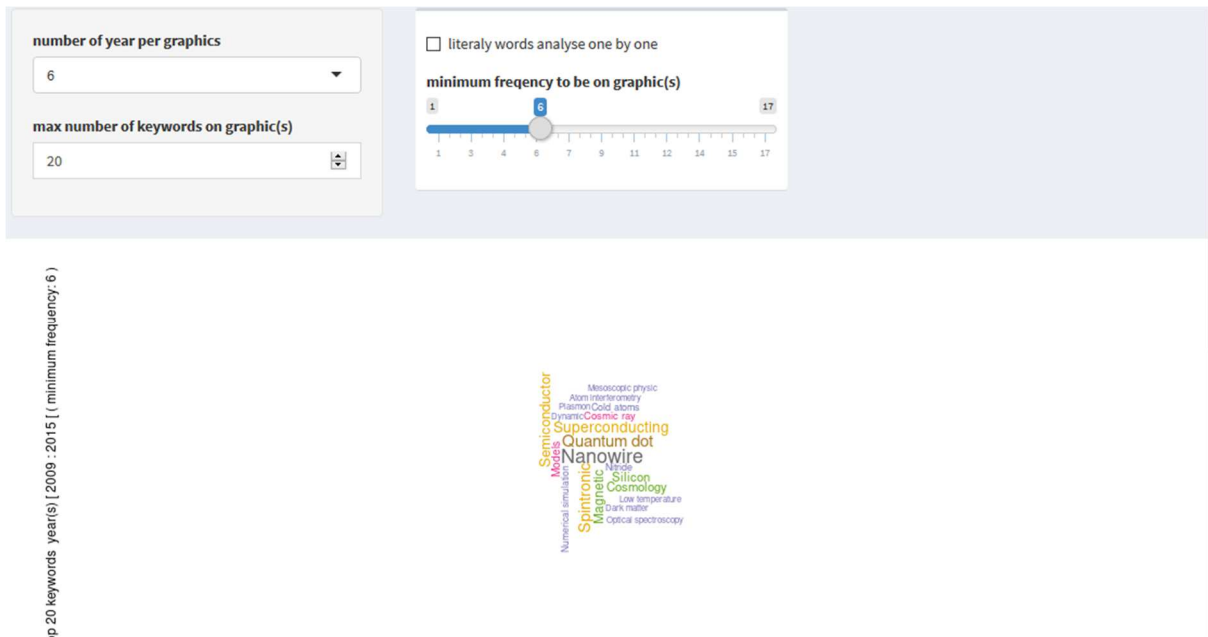 number of year per graphics
6
max number of keywords on graphic(s)
20
literaly words analyse one by one
minimum freqency to be on graphic(s)
1 6 17
1 3 4 6 7 9 11 12 14 15 17
op 20 keywords year(s) [ 2009 : 2015 [ ( minimum frequency: 6 )
Semiconductor
Mesoscopic physic
Atom interferometry
Plasmon
Cold atoms
Dynamic
Cosmic ray
Superconducting
Quantum dot
Models
Nanowire
Nitride
Numerical simulation
Spintronic
Magnetic
Silicon
Cosmology
Low temperature
Dark matter
Optical spectroscopy